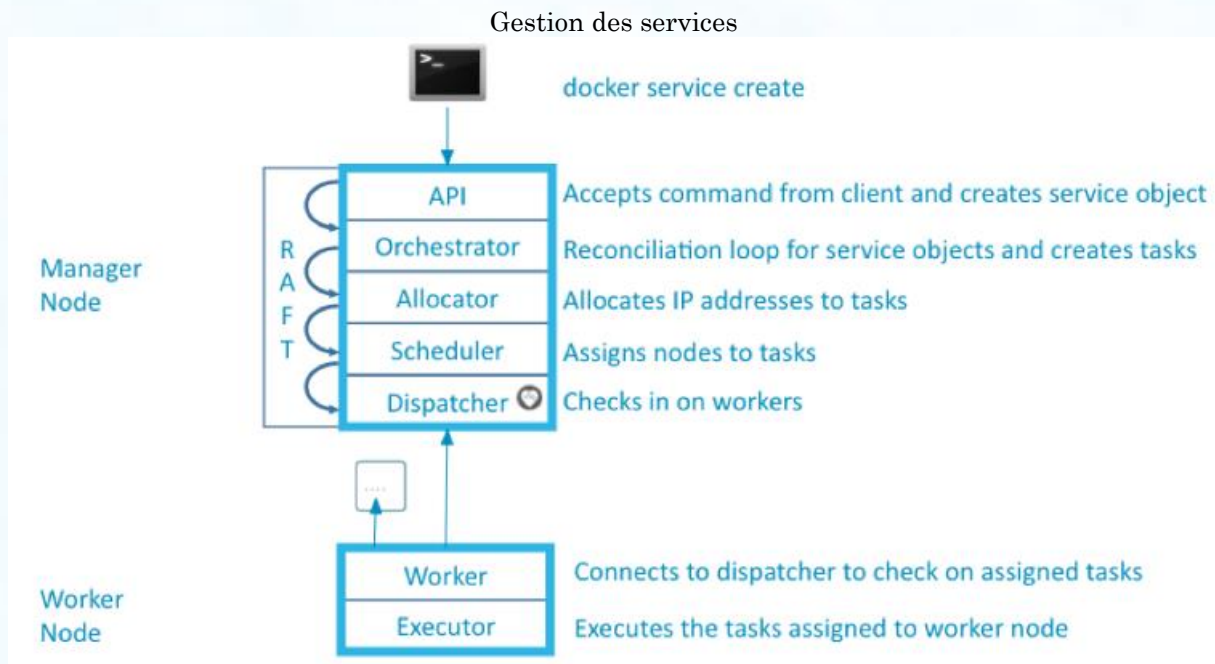 Gestion des services
>_
docker service create
API
Accepts command from client and creates service object
Orchestrator
Reconciliation loop for service objects and creates tasks
Manager
Node
R
A
F
T
Allocator
Allocates IP addresses to tasks
Scheduler
Assigns nodes to tasks
Dispatcher
Checks in on workers
....
Worker
Connects to dispatcher to check on assigned tasks
Worker
Node
Executor
Executes the tasks assigned to worker node